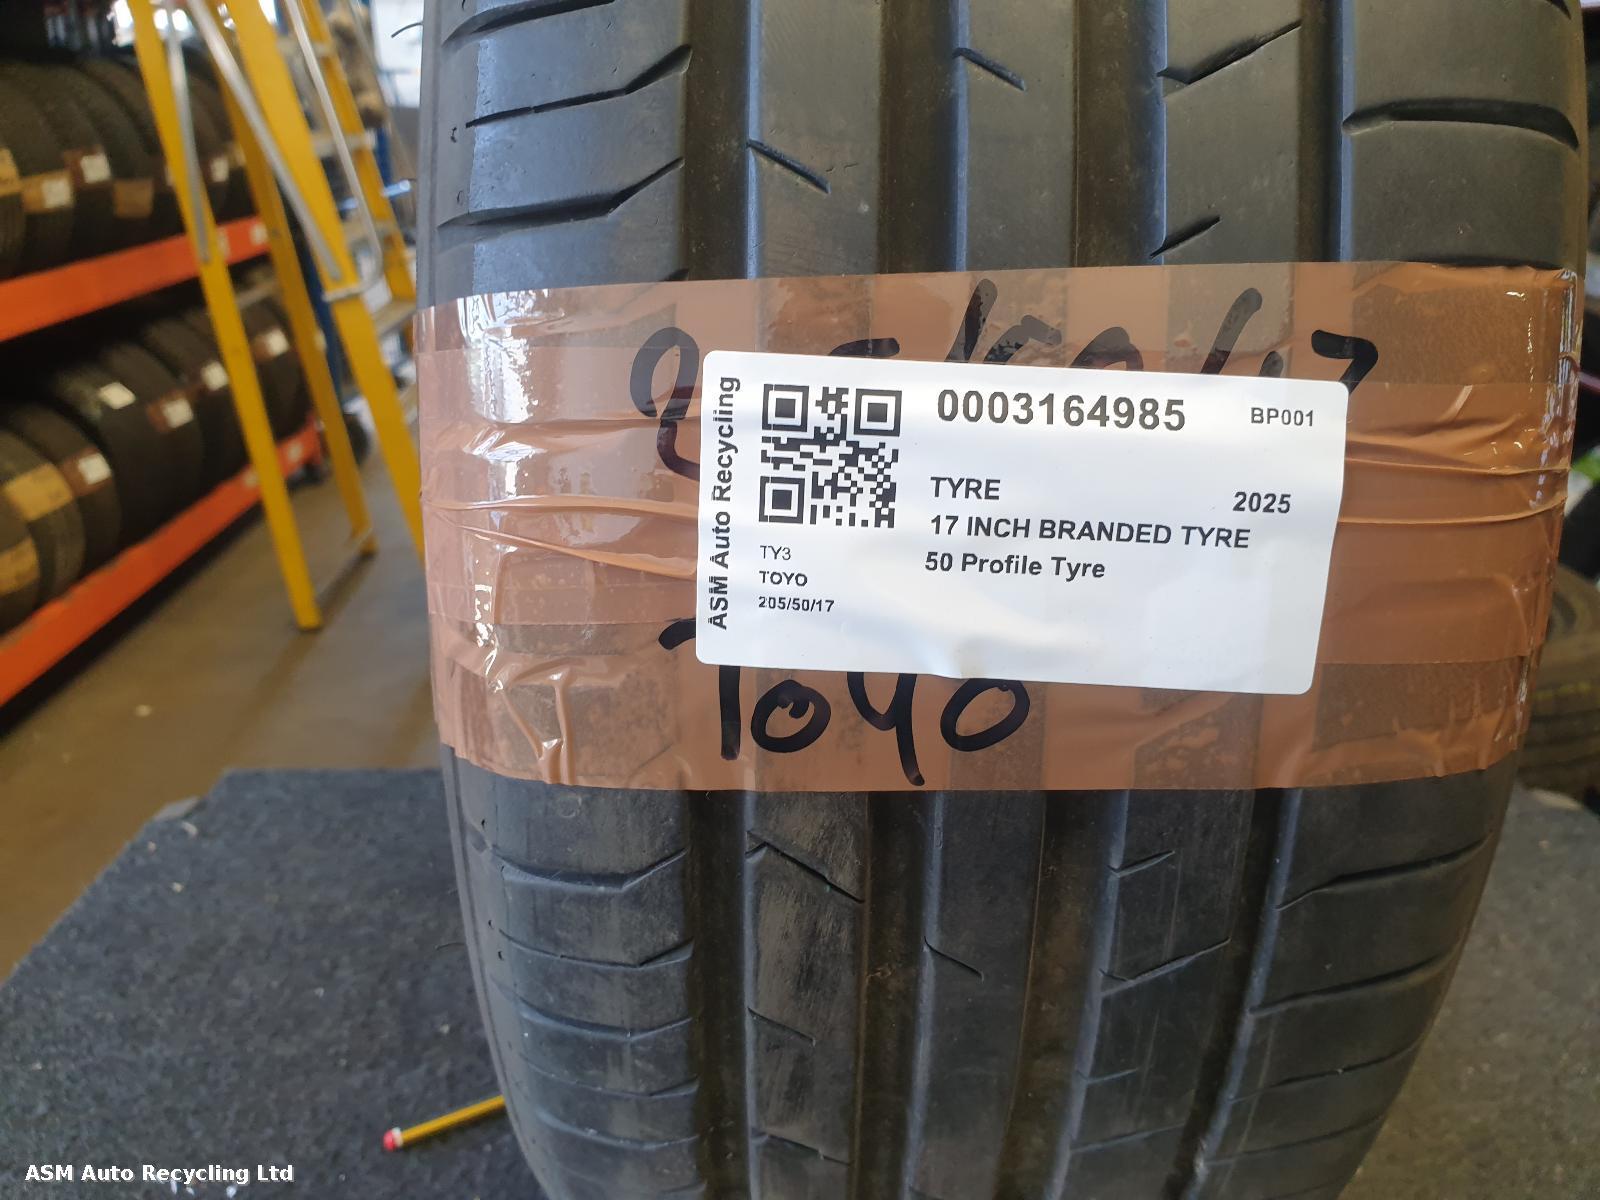 0003164985 BP001
ASM Auto Recycling
TYRE 2025
17 INCH BRANDED TYRE
50 Profile Tyre
TY3
TOYO
205/50/17
TOYO
ASM Auto Recycling Ltd